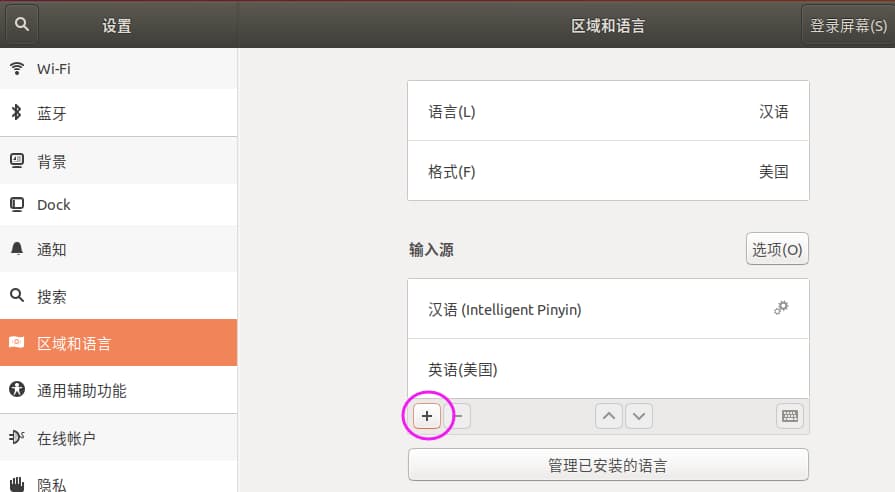 设置
区域和语言
登录屏幕(S)
Wi-Fi
蓝牙
背景
Dock
通知
搜索
区域和语言
通用辅助功能
在线帐户
隐私
语言(L) 汉语
格式(F) 美国
输入源 选项(O)
汉语 (Intelligent Pinyin)
英语(美国)
管理已安装的语言